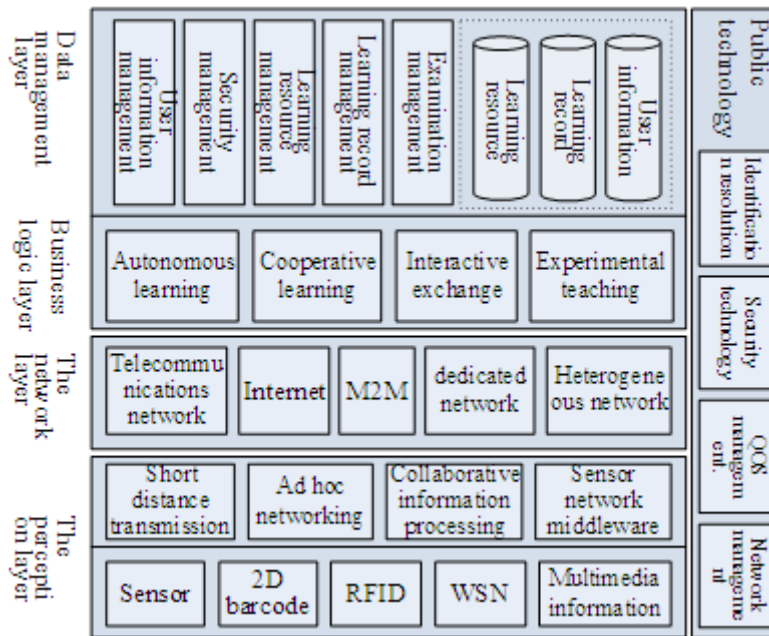 Data
management
layer
User
information
management
Security
management
Learning
resource
management
Learning record
management
Examination
management
Learning
resource
Learning
record
User
information
Business
logic layer
Autonomous
learning
Cooperative
learning
Interactive
exchange
Experimental
teaching
The
network
layer
Telecommu
nications
network
Internet
M2M
dedicated
network
Heterogene
ous network
The
percepti
on layer
Short
distance
transmission
Ad hoc
networking
Collaborative
information
processing
Sensor
network
middleware
Sensor
2D
barcode
RFID
WSN
Multimedia
information
Public
technology
Identificatio
n resolution
Security
technology
QOS
managem
ent.
Network
manageme
nt